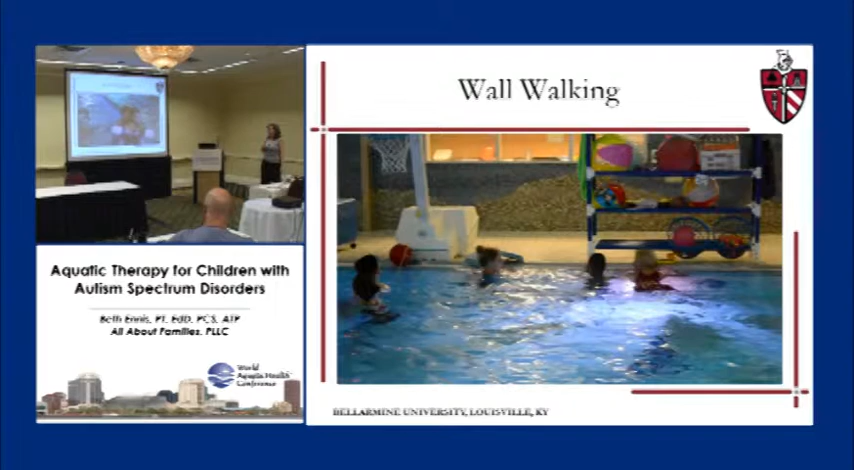 Wall Walking
Aquatic Therapy for Children with
Autism Spectrum Disorders
Beth Ennis, PT, EdD, PCS, ATP
All About Families, PLLC
World
Aquatic Health
Conference
BELLARMINE UNIVERSITY, LOUISVILLE, KY